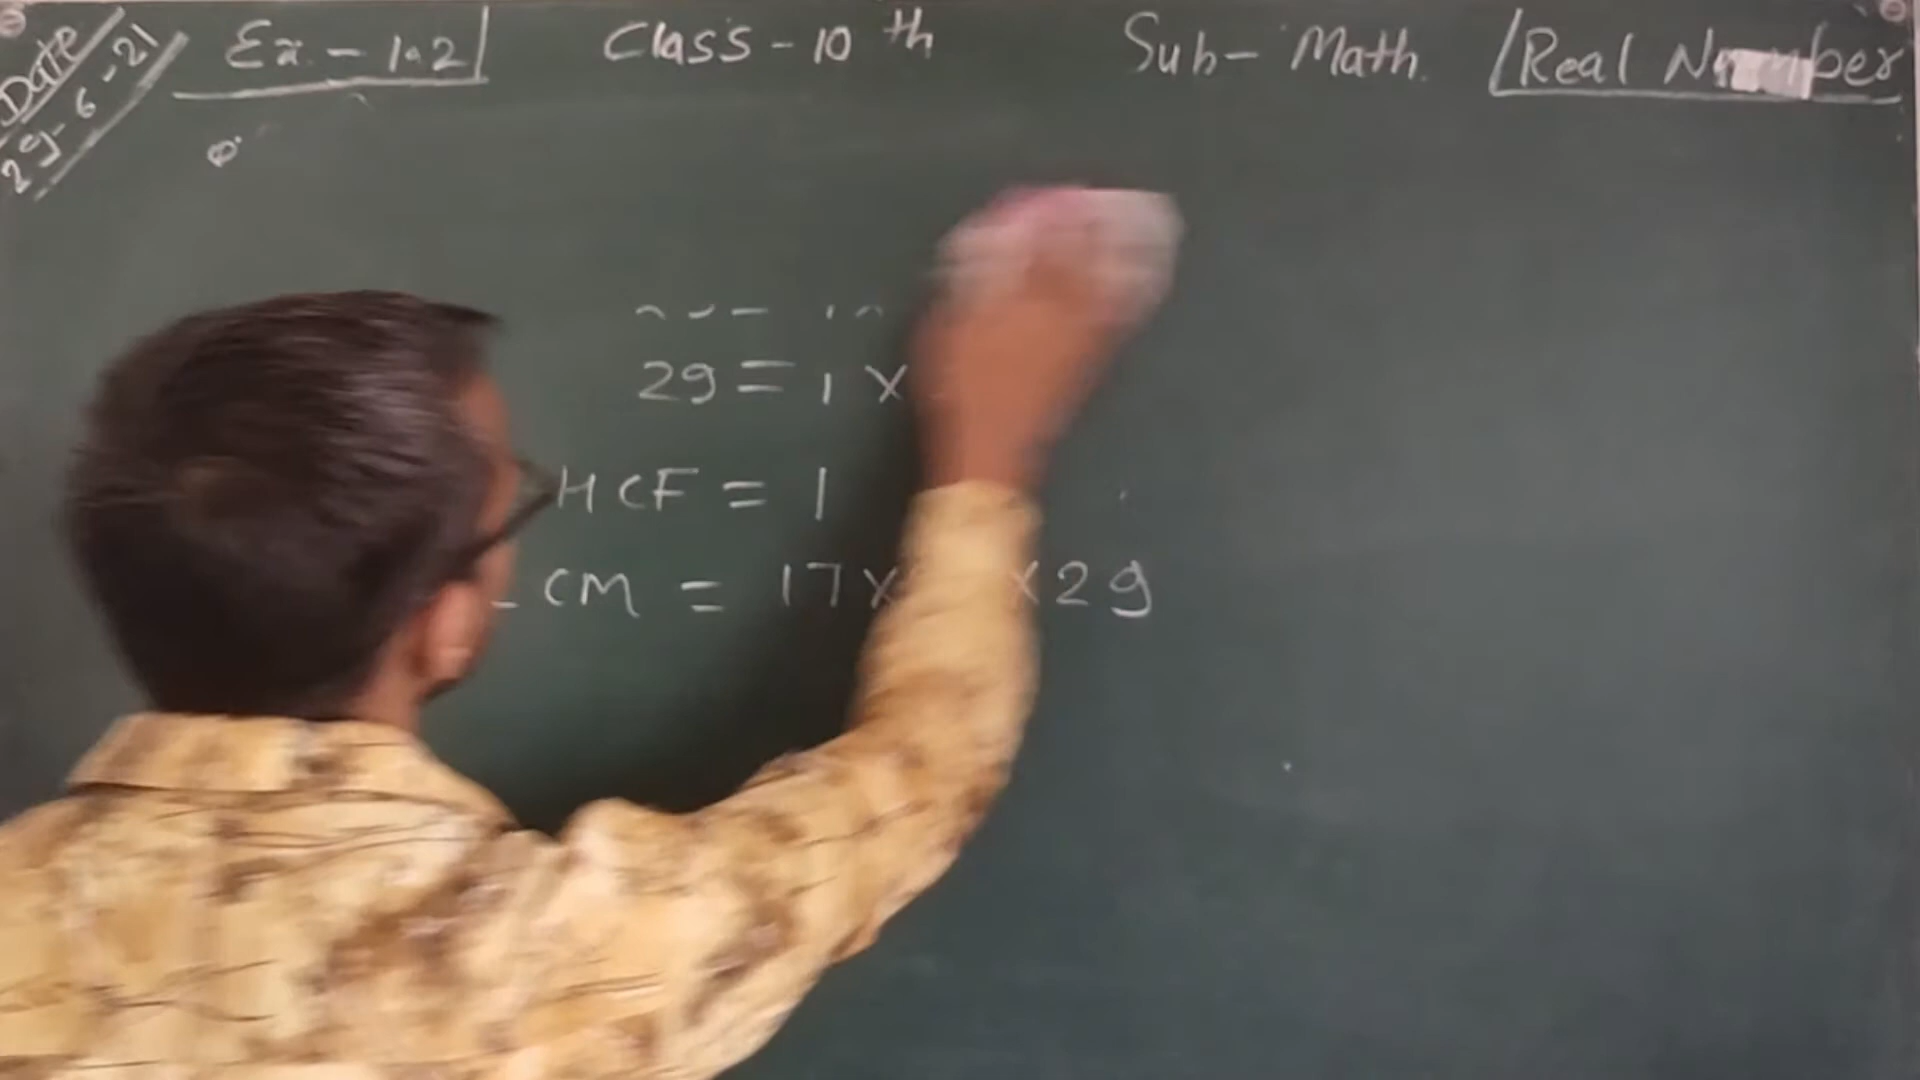 Date
29-6-21
Ex. - 1.2
Class - 10th
Sub- Math.
Real Number
29 = 1 ×
HCF = 1
LCM = 17× ×29